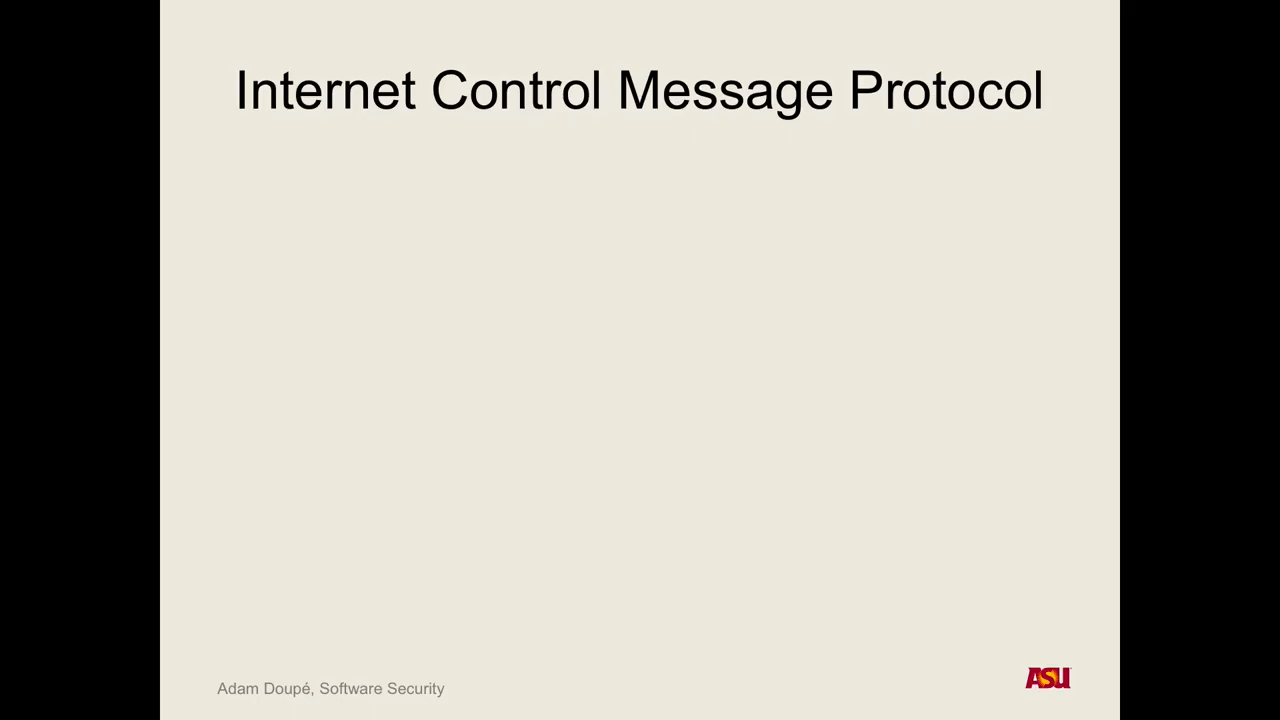 Internet Control Message Protocol
Adam Doupé, Software Security
ASU